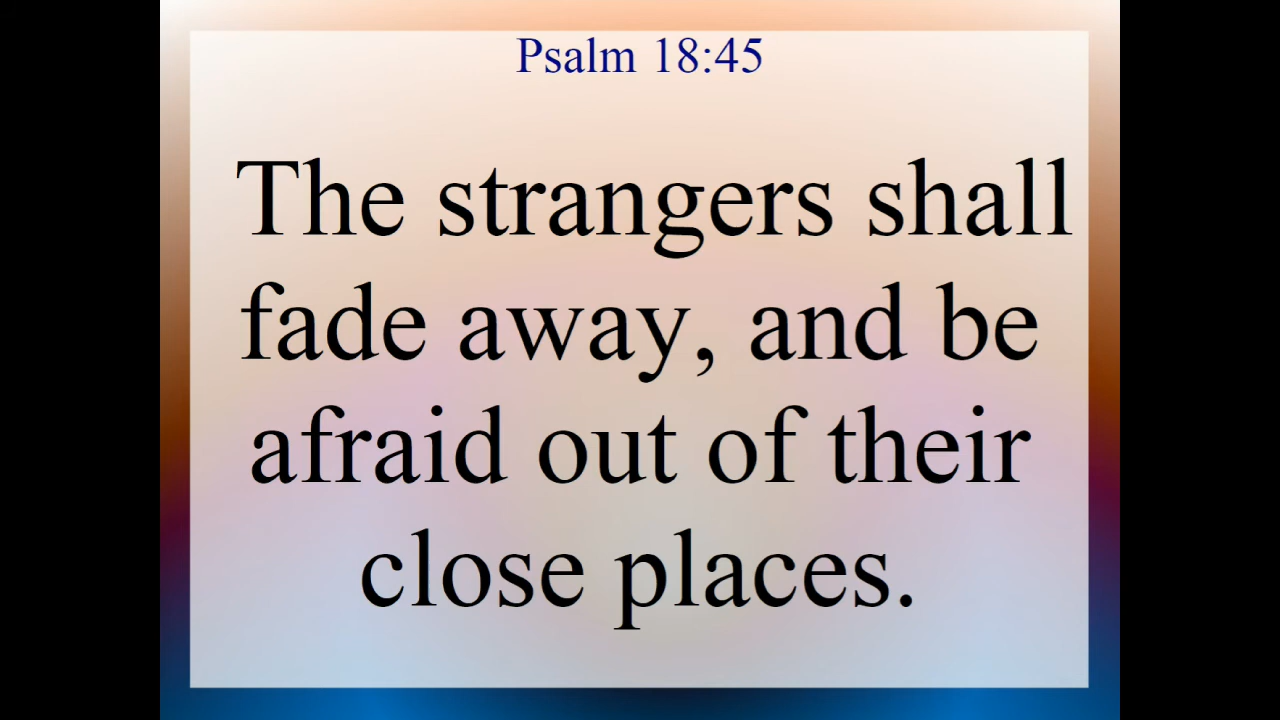 Psalm 18:45
The strangers shall
fade away, and be
afraid out of their
close places.